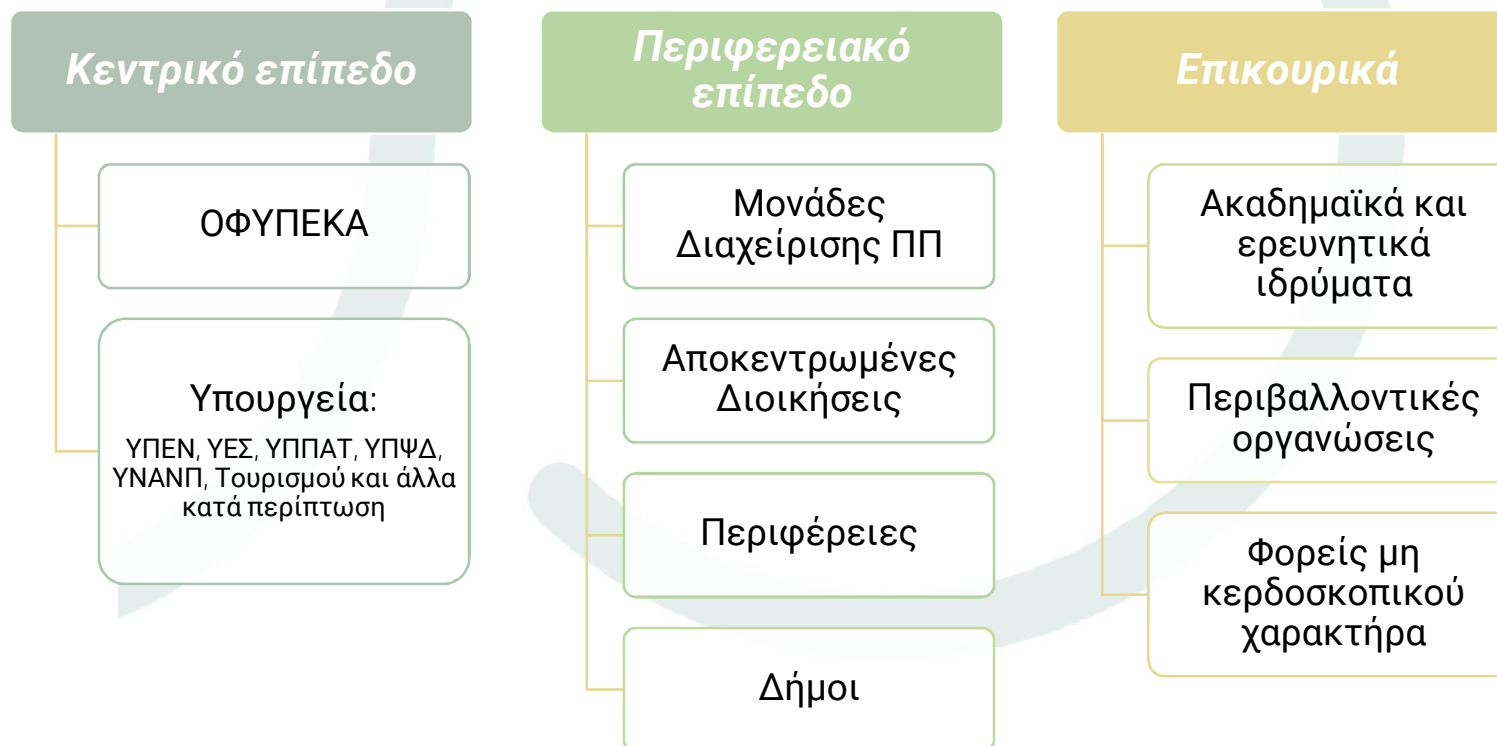 Κεντρικό επίπεδο
ΟΦΥΠΕΚΑ
Υπουργεία:
ΥΠΕΝ, ΥΕΣ, ΥΠΠΑΤ, ΥΠΨΔ,
ΥΝΑΝΠ, Τουρισμού και άλλα
κατά περίπτωση
Περιφερειακό
επίπεδο
Μονάδες
Διαχείρισης ΠΠ
Αποκεντρωμένες
Διοικήσεις
Περιφέρειες
Δήμοι
Επικουρικά
Ακαδημαϊκά και
ερευνητικά
ιδρύματα
Περιβαλλοντικές
οργανώσεις
Φορείς μη
κερδοσκοπικού
χαρακτήρα